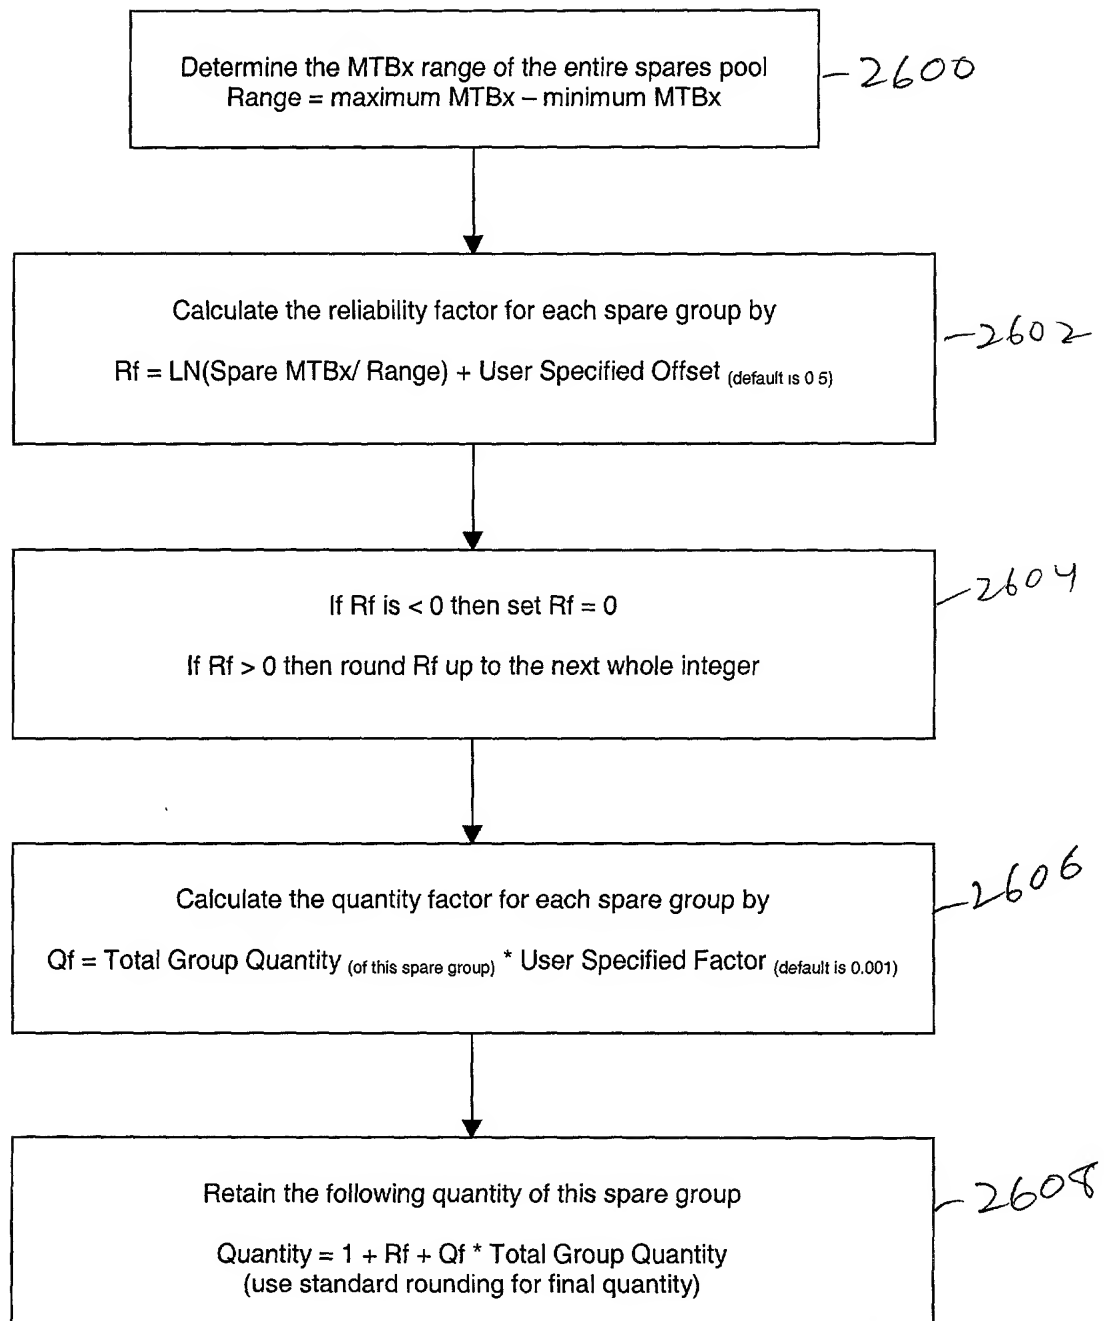 Determine the MTBx range of the entire spares pool
Range = maximum MTBx – minimum MTBx
2600
Calculate the reliability factor for each spare group by
Rf = LN(Spare MTBx/ Range) + User Specified Offset (default is 0 5)
2602
If Rf is < 0 then set Rf = 0
If Rf > 0 then round Rf up to the next whole integer
2604
Calculate the quantity factor for each spare group by
Qf = Total Group Quantity (of this spare group) * User Specified Factor (default is 0.001)
2606
Retain the following quantity of this spare group
Quantity = 1 + Rf + Qf * Total Group Quantity
(use standard rounding for final quantity)
2608